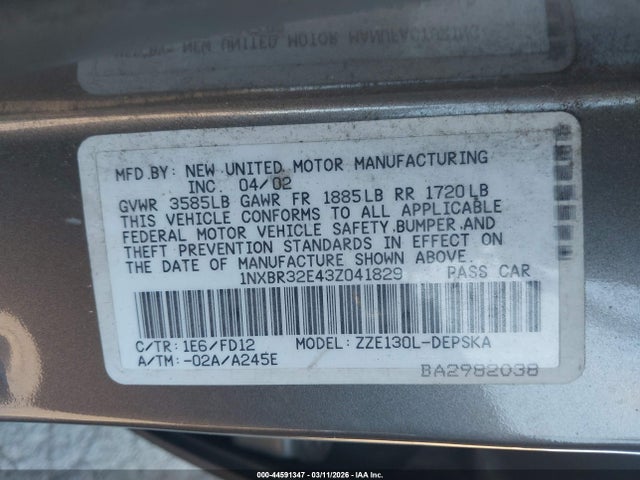 MFD.BY: NEW UNITED MOTOR MANUFACTURING
INC. 04/02
GVWR 3585LB GAWR FR 1885LB RR 1720LB
THIS VEHICLE CONFORMS TO ALL APPLICABLE
FEDERAL MOTOR VEHICLE SAFETY,BUMPER,AND
THEFT PREVENTION STANDARDS IN EFFECT ON
THE DATE OF MANUFACTURE SHOWN ABOVE.
1NXBR32E43Z041829 PASS CAR
C/TR:1E6/FD12 MODEL: ZZE130L-DEPSKA
A/TM:-02A/A245E
BA2982038
000-44591347 - 03/11/2026 - IAA Inc.